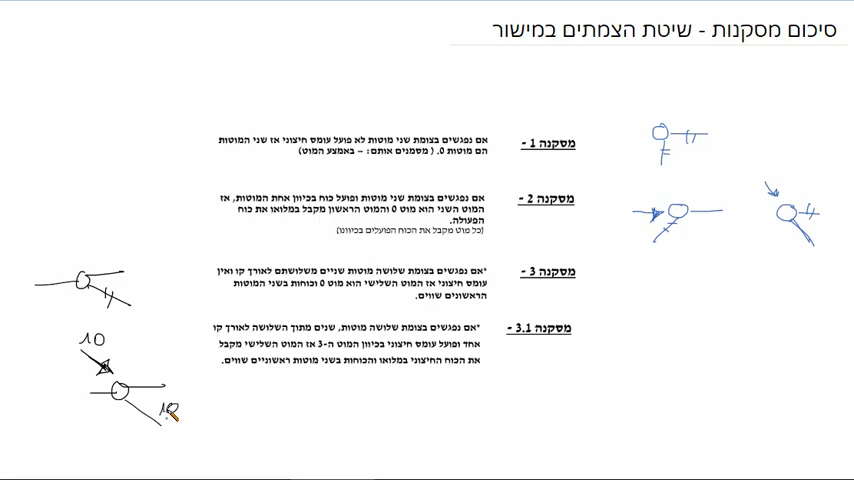 סיכום מסקנות - שיטת הצמתים במישור
מסקנה 1 -
אם נפגשים בצומת שני מוטות לא פועל עומס חיצוני אז שני המוטות
הם מוטות 0. ( מסמנים אותם: – באמצע המוט)
מסקנה 2 -
אם נפגשים בצומת שני מוטות ופועל כוח בכיוון אחת המוטות, אז
המוט השני הוא מוט 0 והמוט הראשון מקבל במלואו את כוח
הפעולה.
(כל מוט מקבל את הכוח הפועלים בכיוונו)
מסקנה 3 -
*אם נפגשים בצומת שלושה מוטות שניים משלושתם לאורך קו ואין
עומס חיצוני אז המוט השלישי הוא מוט 0 וכוחות בשני המוטות
הראשונים שווים.
מסקנה 3.1 -
*אם נפגשים בצומת שלושה מוטות, שנים מתוך השלושה לאורך קו
אחד ופועל עומס חיצוני בכיוון המוט ה-3 אז המוט השלישי מקבל
את הכוח החיצוני במלואו והכוחות בשני מוטות ראשוניים שווים.
10
10